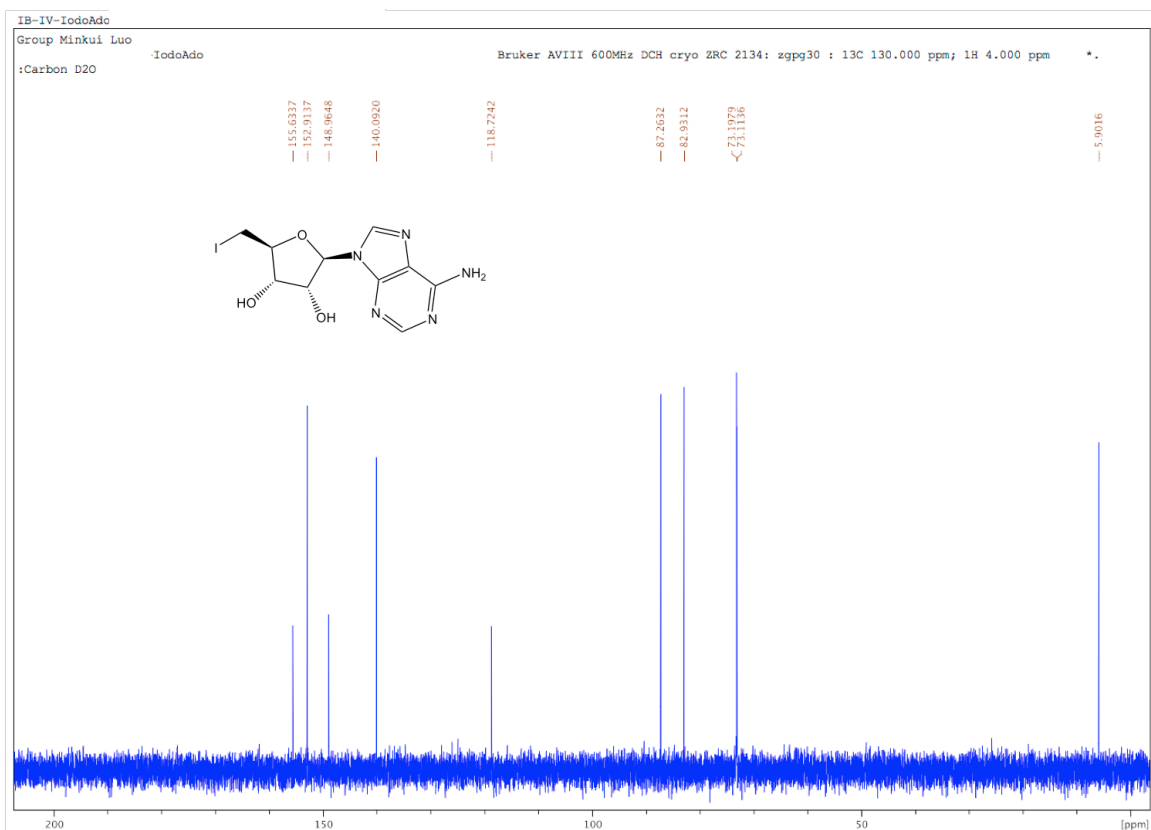 IB-IV-IodoAdo
Group Minkui Luo
-IodoAdo Bruker AVIII 600MHz DCH cryo ZRC 2134: zgpg30 : 13C 130.000 ppm; 1H 4.000 ppm *.
:Carbon D2O
155.6337
152.9137
148.9648
140.0920
118.7242
87.2632
82.9312
73.1979
73.1136
5.9016
I
O
HO
OH
N
N
N
N
NH2
200 150 100 50 [ppm]